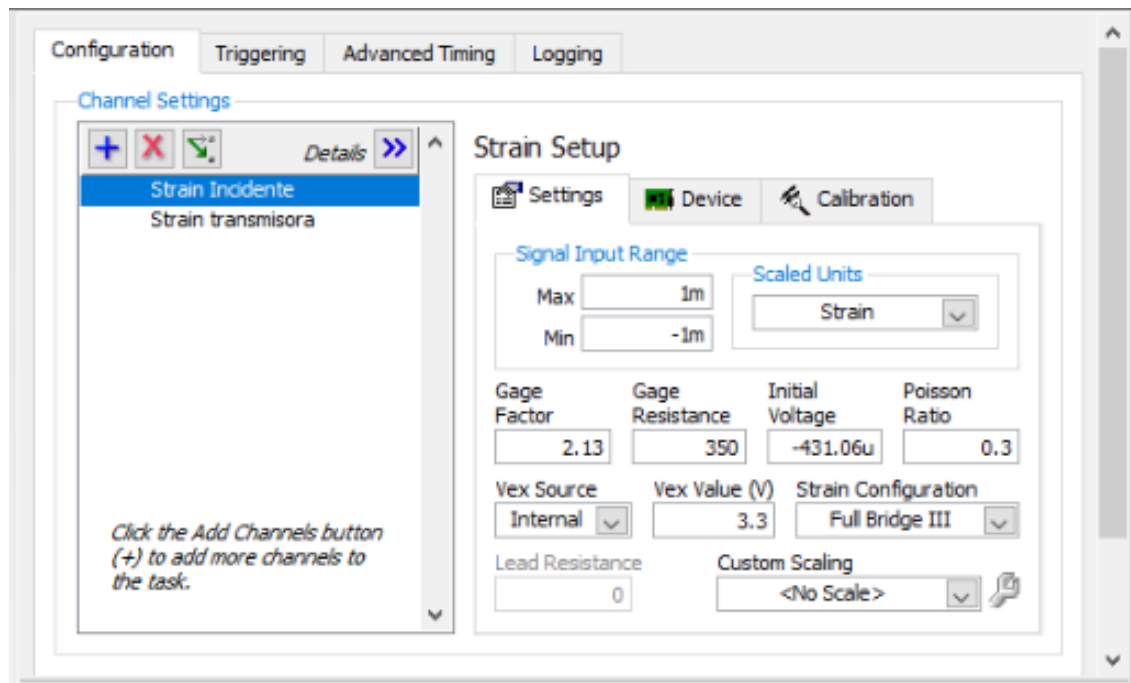 Configuration Triggering Advanced Timing Logging
Channel Settings
Details
Strain Incidente
Strain transmisora
Click the Add Channels button
(+) to add more channels to
the task.
Strain Setup
Settings Device Calibration
Signal Input Range
Max 1m
Min -1m
Scaled Units
Strain
Gage Gage Initial Poisson
Factor Resistance Voltage Ratio
2.13 350 -431.06u 0.3
Vex Source Vex Value (V) Strain Configuration
Internal 3.3 Full Bridge III
Lead Resistance Custom Scaling
0 <No Scale>